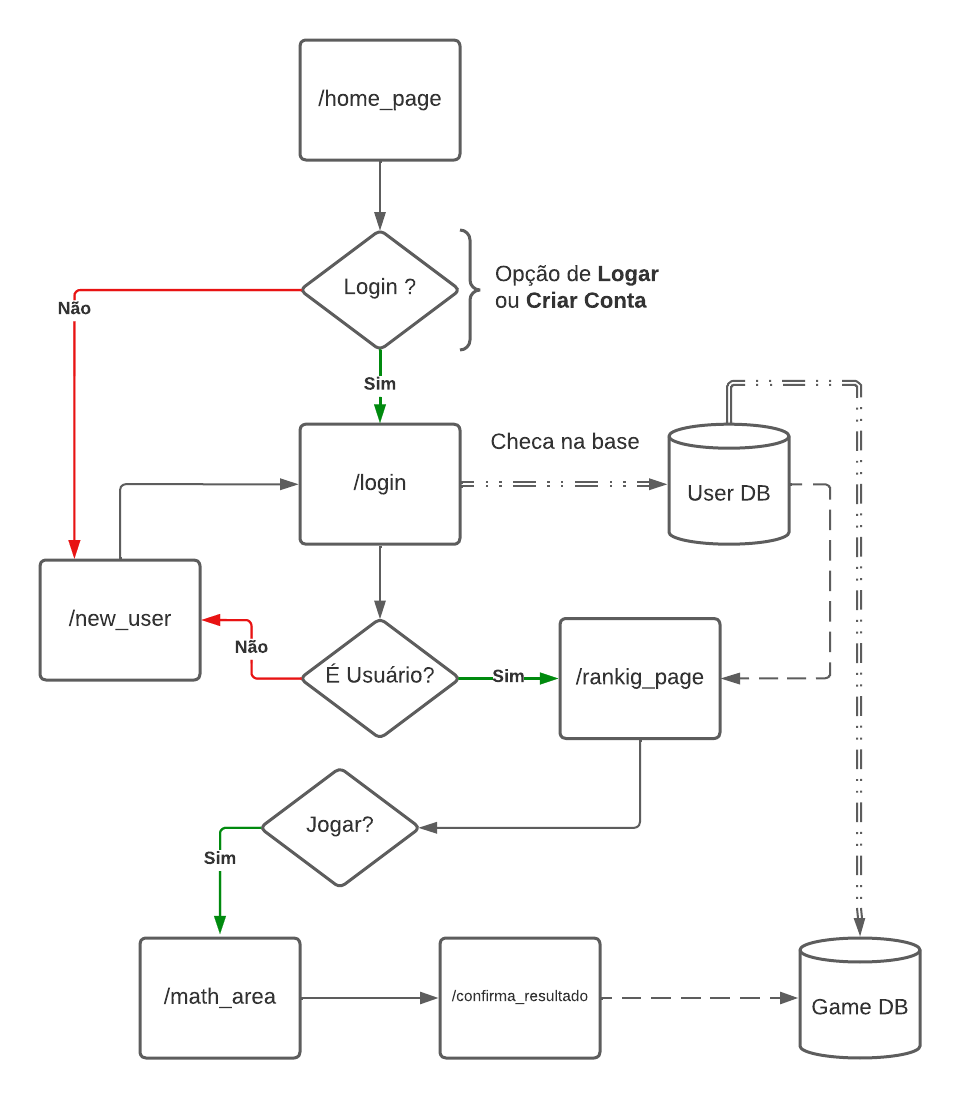 /home_page
Login ?
Opção de Logar
ou Criar Conta
Não
Sim
/login
Checa na base
User DB
/new_user
Não
É Usuário?
Sim
/rankig_page
Jogar?
Sim
/math_area
/confirma_resultado
Game DB